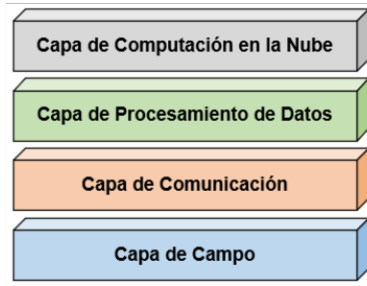 Capa de Computación en la Nube
Capa de Procesamiento de Datos
Capa de Comunicación
Capa de Campo